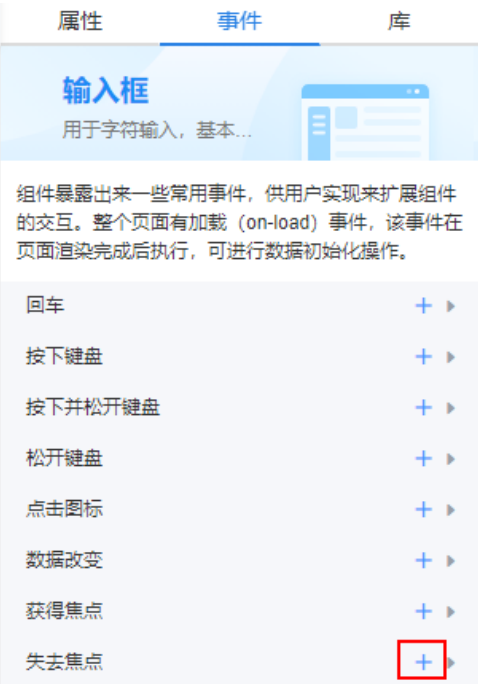 属性 事件 库
输入框
用于字符输入，基本...
组件暴露出来一些常用事件，供用户实现来扩展组件
的交互。整个页面有加载（on-load）事件，该事件在
页面渲染完成后执行，可进行数据初始化操作。
回车
按下键盘
按下并松开键盘
松开键盘
点击图标
数据改变
获得焦点
失去焦点